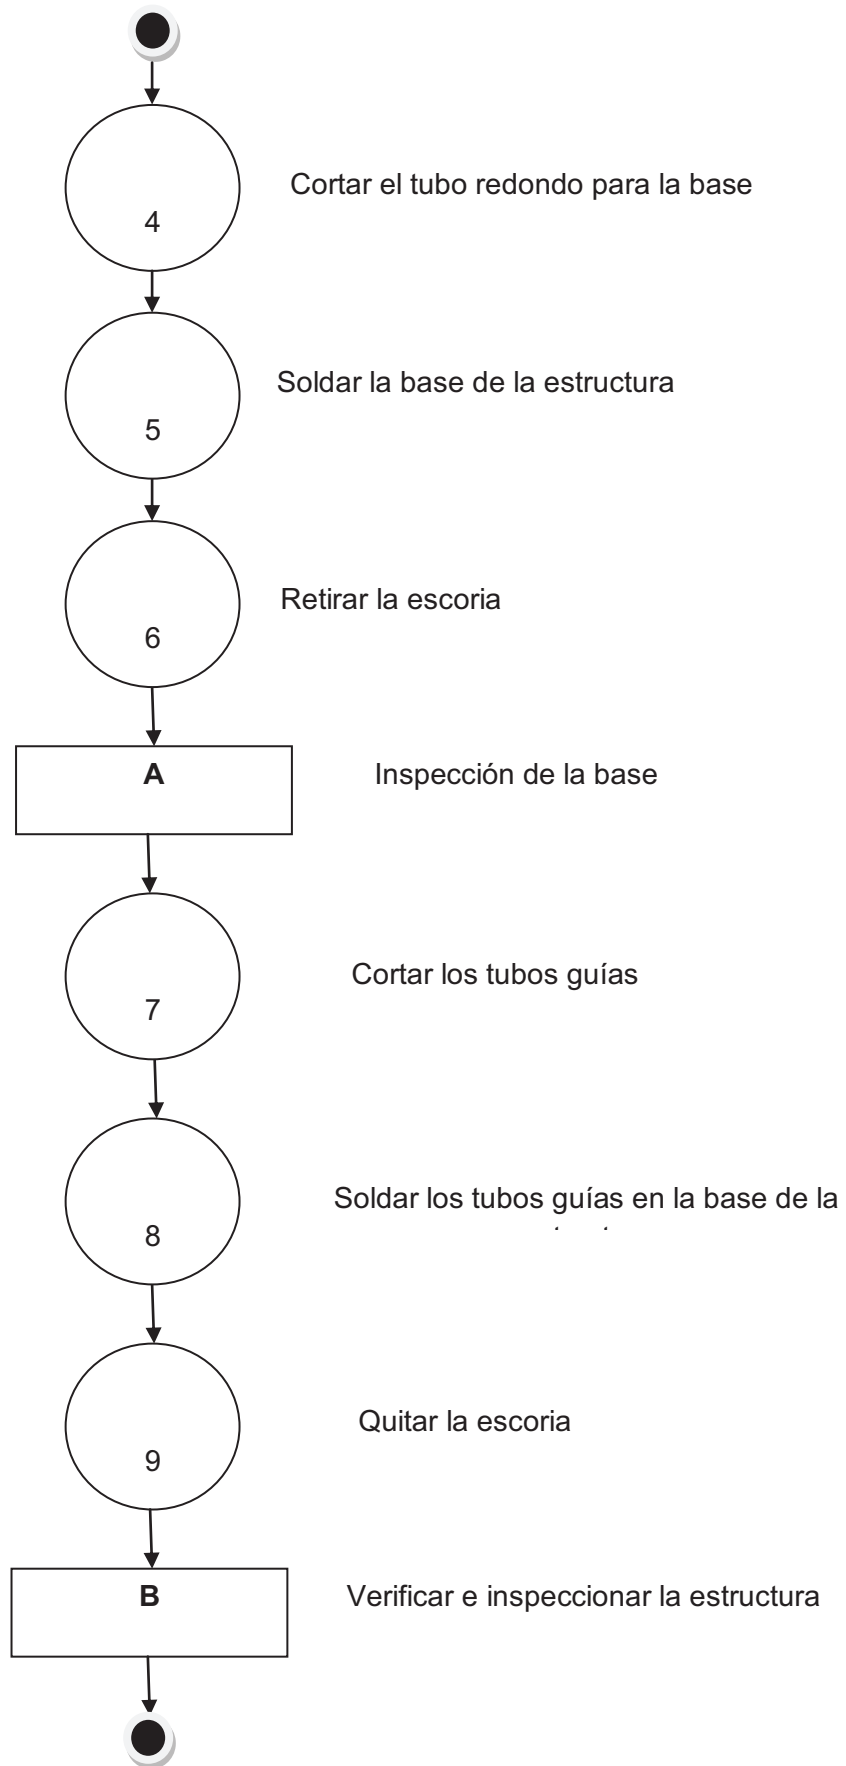 Cortar el tubo redondo para la base
4
Soldar la base de la estructura
5
Retirar la escoria
6
A
Inspección de la base
Cortar los tubos guías
7
Soldar los tubos guías en la base de la
8
Quitar la escoria
9
B
Verificar e inspeccionar la estructura